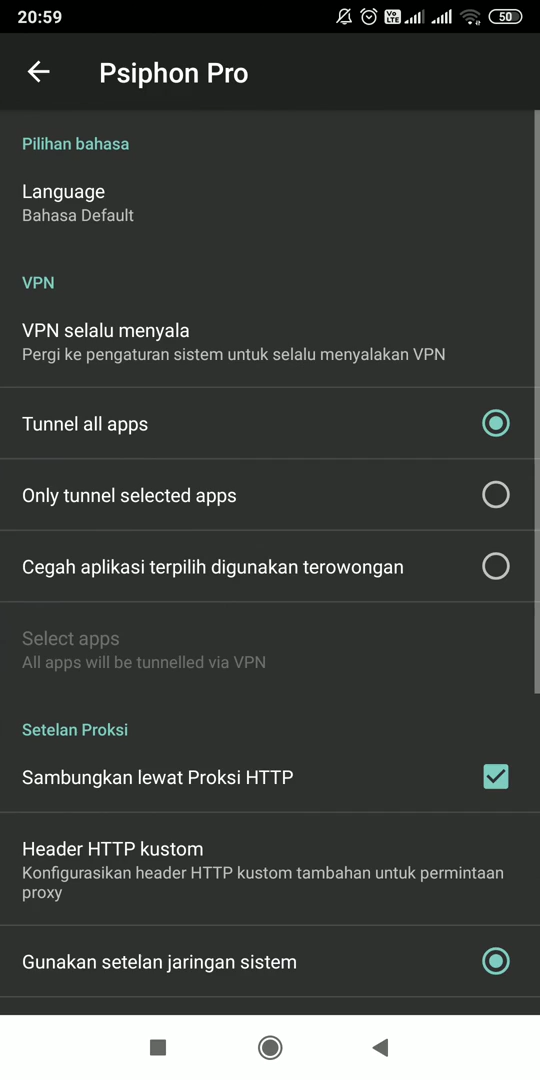 20:59
Vo LTE
50
Psiphon Pro
Pilihan bahasa
Language
Bahasa Default
VPN
VPN selalu menyala
Pergi ke pengaturan sistem untuk selalu menyalakan VPN
Tunnel all apps
Only tunnel selected apps
Cegah aplikasi terpilih digunakan terowongan
Select apps
All apps will be tunnelled via VPN
Setelan Proksi
Sambungkan lewat Proksi HTTP
Header HTTP kustom
Konfigurasikan header HTTP kustom tambahan untuk permintaan
proxy
Gunakan setelan jaringan sistem